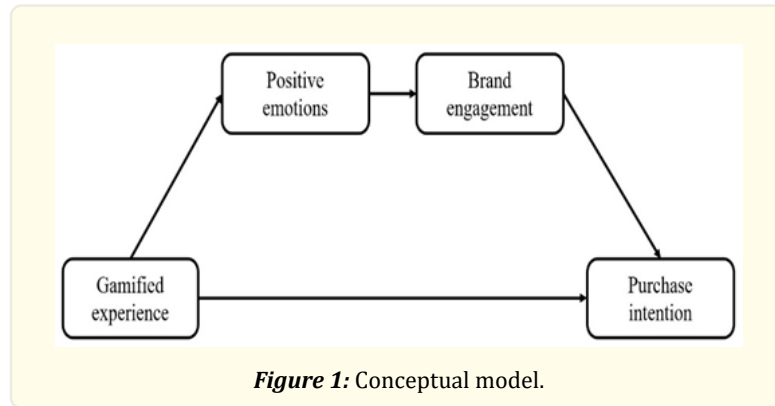 Positive
emotions
Brand
engagement
Gamified
experience
Purchase
intention
Figure 1: Conceptual model.